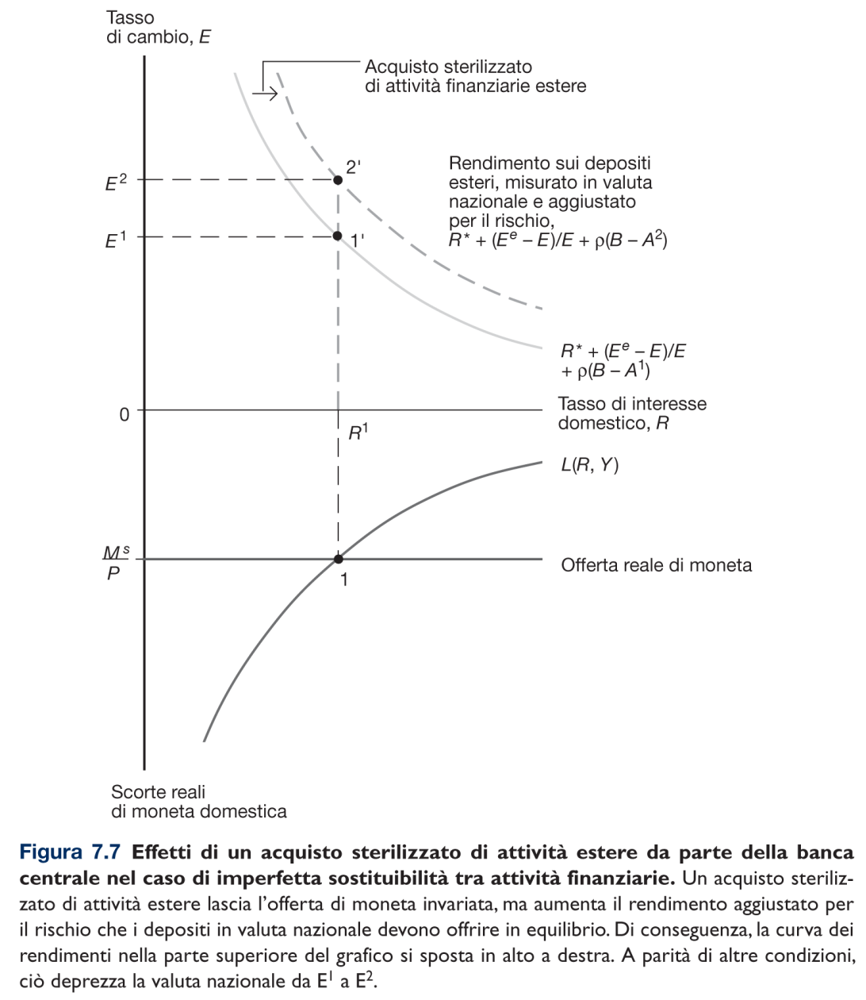 Tasso
di cambio, E
Acquisto sterilizzato
di attività finanziarie estere
2'
Rendimento sui depositi
esteri, misurato in valuta
nazionale e aggiustato
per il rischio,
R* + (Eᵉ – E)/E + ρ(B – A²)
E²
E¹
1'
R* + (Eᵉ – E)/E
+ ρ(B – A¹)
0
Tasso di interesse
domestico, R
R¹
L(R, Y)
Mˢ
P
Offerta reale di moneta
1
Scorte reali
di moneta domestica
Figura 7.7 Effetti di un acquisto sterilizzato di attività estere da parte della banca
centrale nel caso di imperfetta sostituibilità tra attività finanziarie. Un acquisto steriliz-
zato di attività estere lascia l'offerta di moneta invariata, ma aumenta il rendimento aggiustato per
il rischio che i depositi in valuta nazionale devono offrire in equilibrio. Di conseguenza, la curva dei
rendimenti nella parte superiore del grafico si sposta in alto a destra. A parità di altre condizioni,
ciò deprezza la valuta nazionale da E¹ a E².